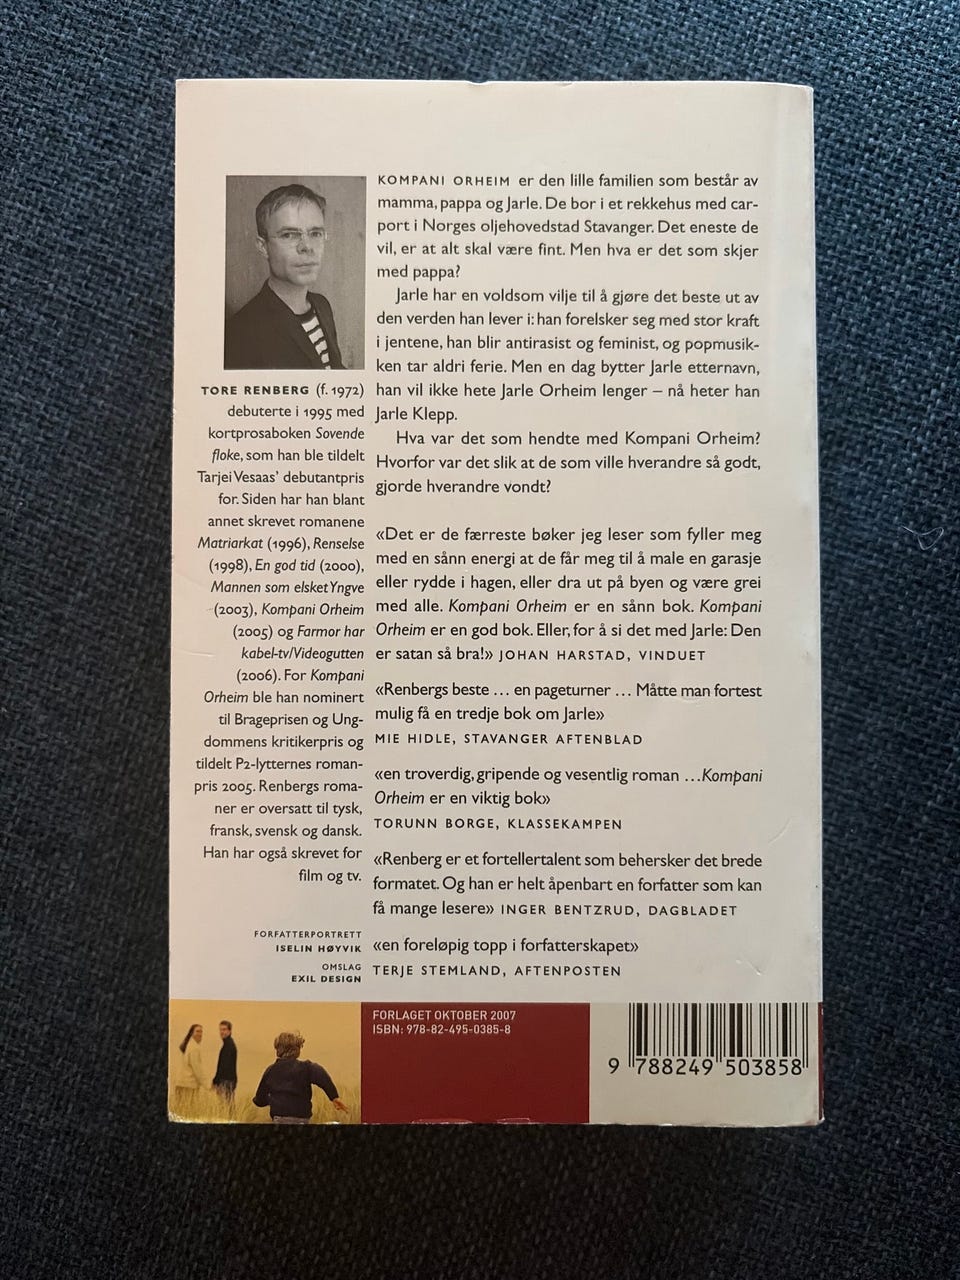 KOMPANI ORHEIM er den lille familien som består av
mamma, pappa og Jarle. De bor i et rekkehus med car-
port i Norges oljehovedstad Stavanger. Det eneste de
vil, er at alt skal være fint. Men hva er det som skjer
med pappa?
Jarle har en voldsom vilje til å gjøre det beste ut av
den verden han lever i: han forelsker seg med stor kraft
i jentene, han blir antirasist og feminist, og popmusik-
ken tar aldri ferie. Men en dag bytter Jarle etternavn,
han vil ikke hete Jarle Orheim lenger – nå heter han
Jarle Klepp.
Hva var det som hendte med Kompani Orheim?
Hvorfor var det slik at de som ville hverandre så godt,
gjorde hverandre vondt?
«Det er de færreste bøker jeg leser som fyller meg
med en sånn energi at de får meg til å male en garasje
eller rydde i hagen, eller dra ut på byen og være grei
med alle. Kompani Orheim er en sånn bok. Kompani
Orheim er en god bok. Eller, for å si det med Jarle: Den
er satan så bra!» JOHAN HARSTAD, VINDUET
«Renbergs beste ... en pageturner ... Måtte man fortest
mulig få en tredje bok om Jarle»
MIE HIDLE, STAVANGER AFTENBLAD
«en troverdig, gripende og vesentlig roman ...Kompani
Orheim er en viktig bok»
TORUNN BORGE, KLASSEKAMPEN
«Renberg er et fortellertalent som behersker det brede
formatet. Og han er helt åpenbart en forfatter som kan
få mange lesere» INGER BENTZRUD, DAGBLADET
«en foreløpig topp i forfatterskapet»
TERJE STEMLAND, AFTENPOSTEN
TORE RENBERG (f. 1972)
debuterte i 1995 med
kortprosaboken Sovende
floke, som han ble tildelt
Tarjei Vesaas' debutantpris
for. Siden har han blant
annet skrevet romanene
Matriarkat (1996), Renselse
(1998), En god tid (2000),
Mannen som elsket Yngve
(2003), Kompani Orheim
(2005) og Farmor har
kabel-tv/Videogutten
(2006). For Kompani
Orheim ble han nominert
til Brageprisen og Ung-
dommens kritikerpris og
tildelt P2-lytternes roman-
pris 2005. Renbergs roma-
ner er oversatt til tysk,
fransk, svensk og dansk.
Han har også skrevet for
film og tv.
FORFATTERPORTRETT
ISELIN HØYVIK
OMSLAG
EXIL DESIGN
FORLAGET OKTOBER 2007
ISBN: 978-82-495-0385-8
9 788249 503858